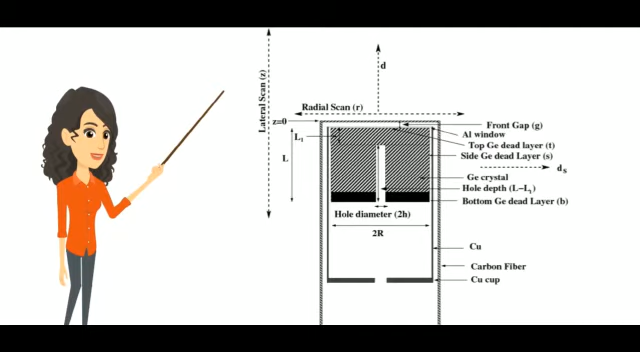 d
Lateral Scan (z)
Radial Scan (r)
z=0
Front Gap (g)
Al window
L₁
Top Ge dead layer (t)
Side Ge dead Layer (s)
L
dₛ
Ge crystal
Hole depth (L-L₁)
Bottom Ge dead Layer (b)
Hole diameter (2h)
2R
Cu
Carbon Fiber
Cu cup